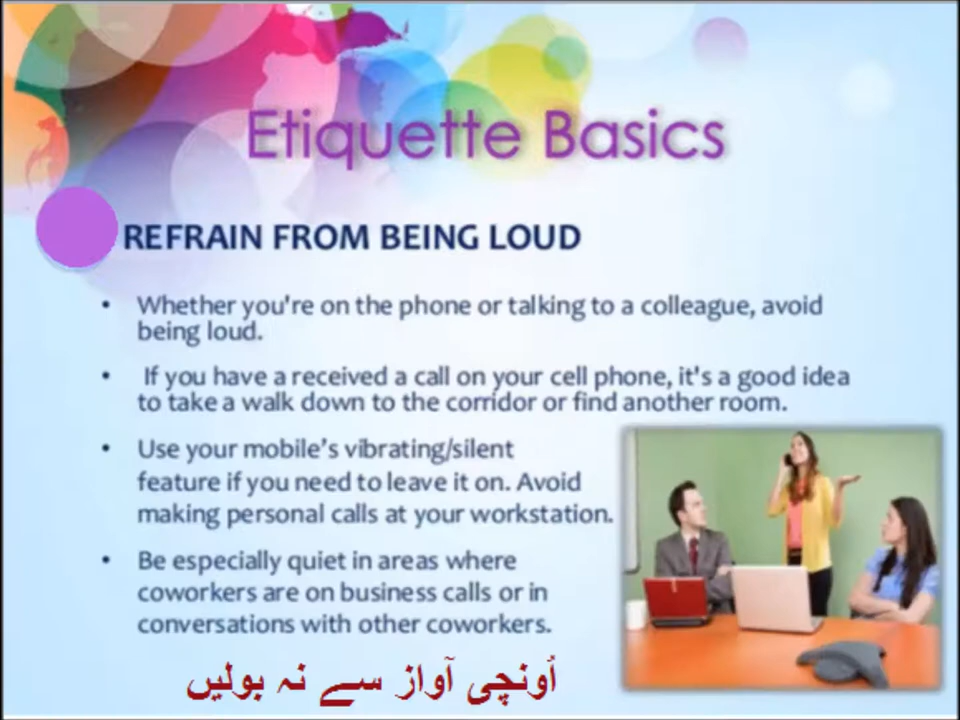 Etiquette Basics
REFRAIN FROM BEING LOUD
• Whether you're on the phone or talking to a colleague, avoid
being loud.
• If you have a received a call on your cell phone, it's a good idea
to take a walk down to the corridor or find another room.
• Use your mobile's vibrating/silent
feature if you need to leave it on. Avoid
making personal calls at your workstation.
• Be especially quiet in areas where
coworkers are on business calls or in
conversations with other coworkers.
اُونچی آواز سے نہ بولیں